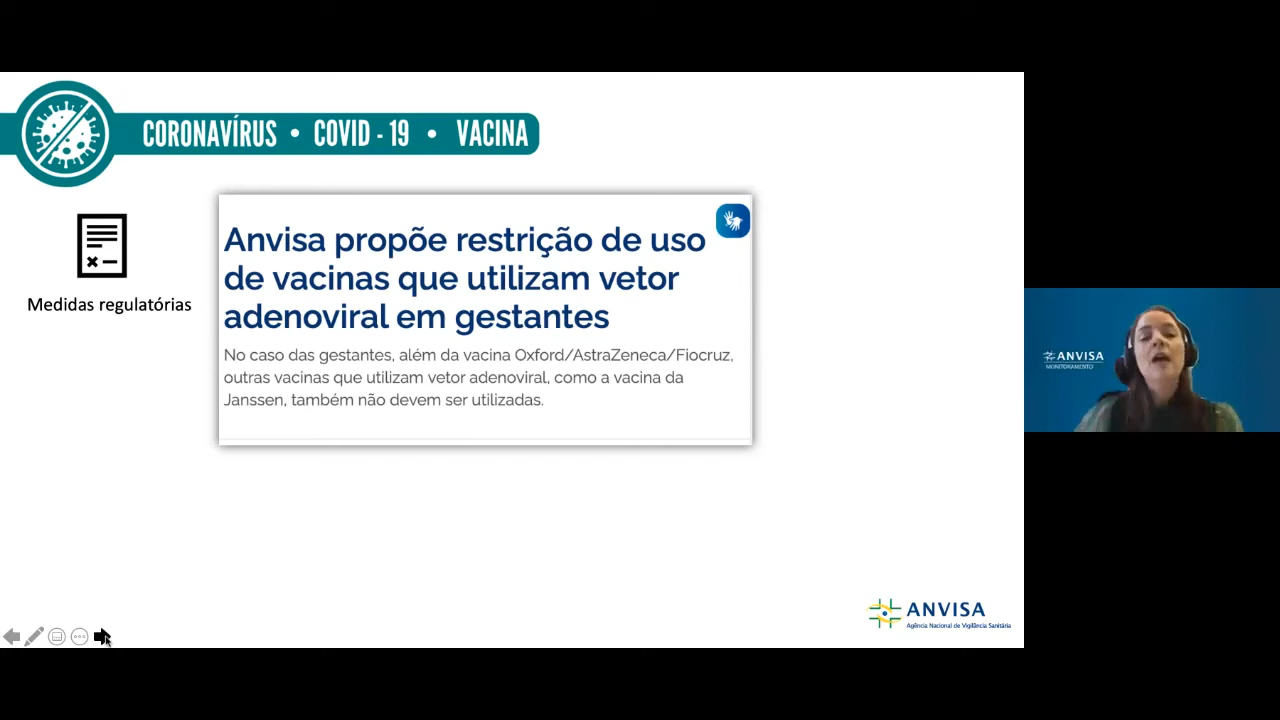 CORONAVÍRUS • COVID - 19 • VACINA
Medidas regulatórias
Anvisa propõe restrição de uso
de vacinas que utilizam vetor
adenoviral em gestantes
No caso das gestantes, além da vacina Oxford/AstraZeneca/Fiocruz,
outras vacinas que utilizam vetor adenoviral, como a vacina da
Janssen, também não devem ser utilizadas.
ANVISA
MONITORAMENTO
ANVISA
Agência Nacional de Vigilância Sanitária